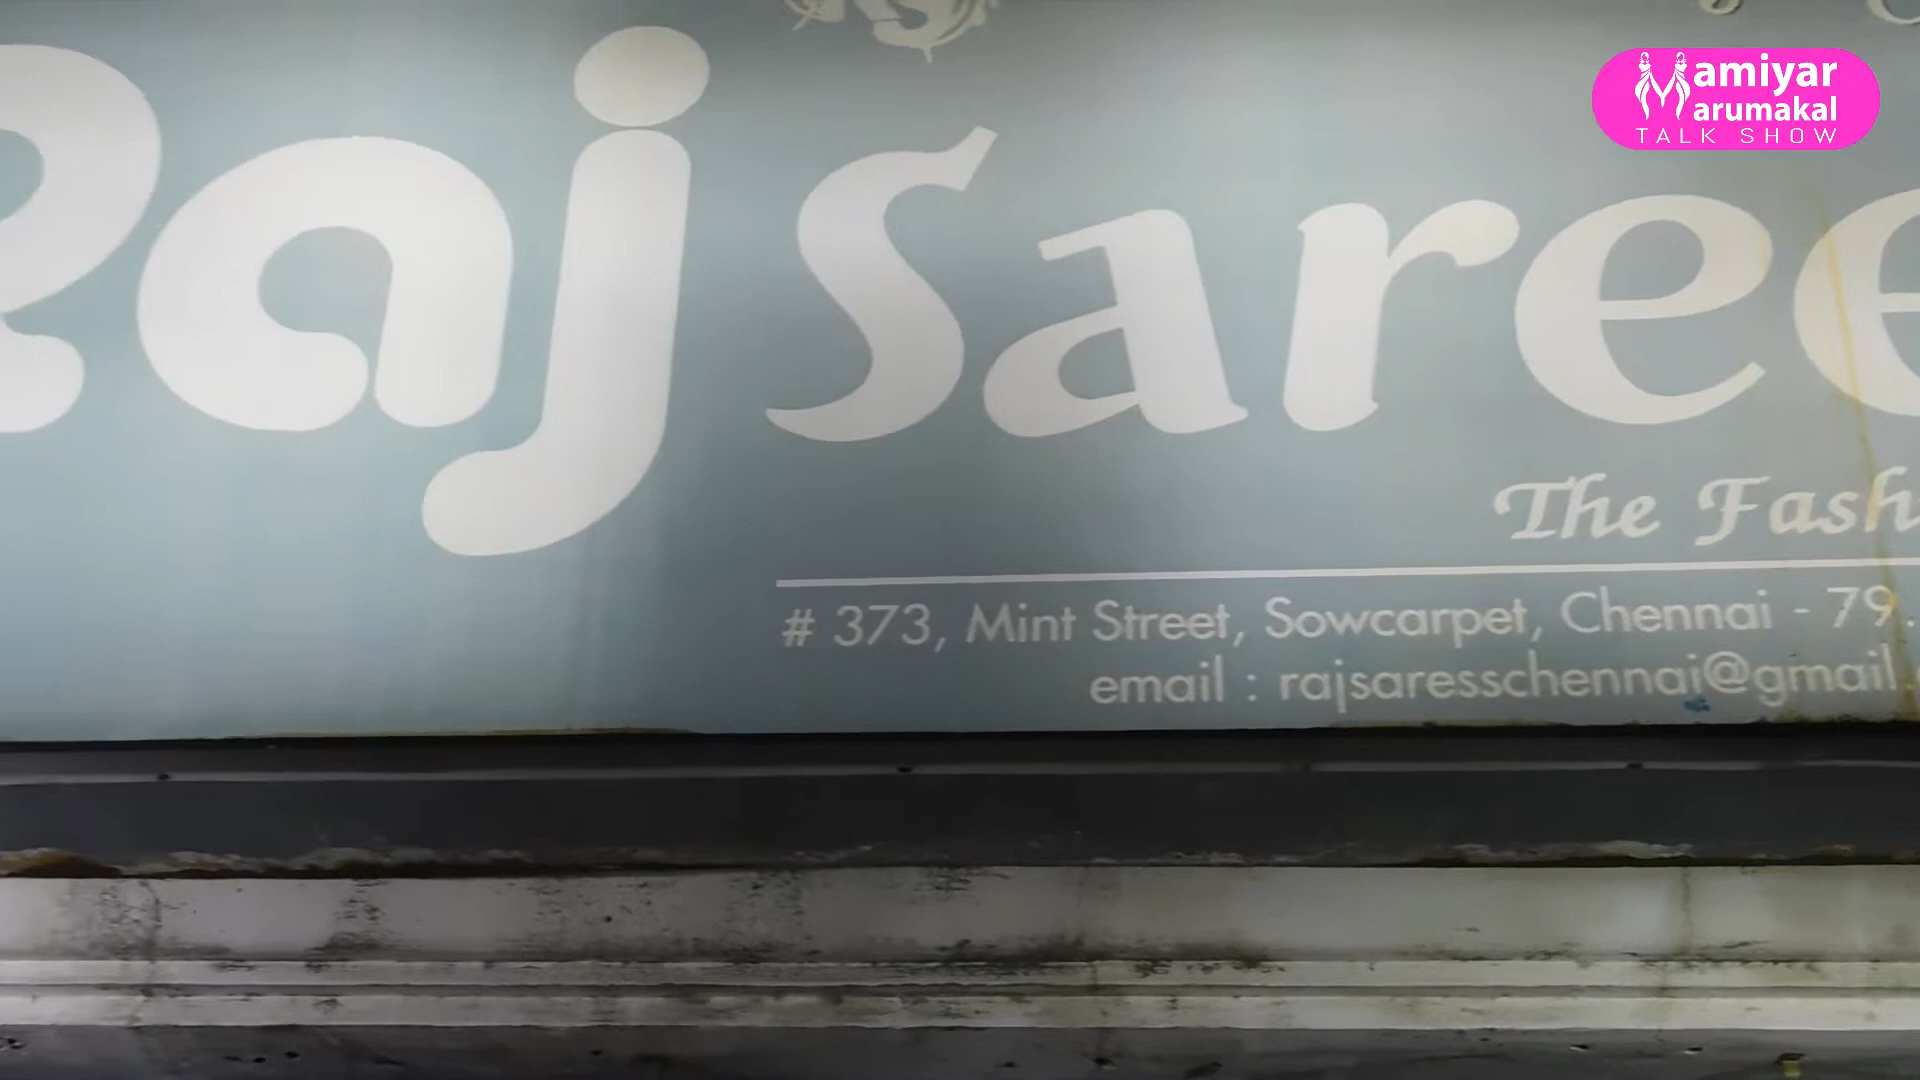 Mamiyar
Marumakal
TALK SHOW
Raj Saree
The Fash
# 373, Mint Street, Sowcarpet, Chennai - 79.
email : rajsaresschennai@gmail.